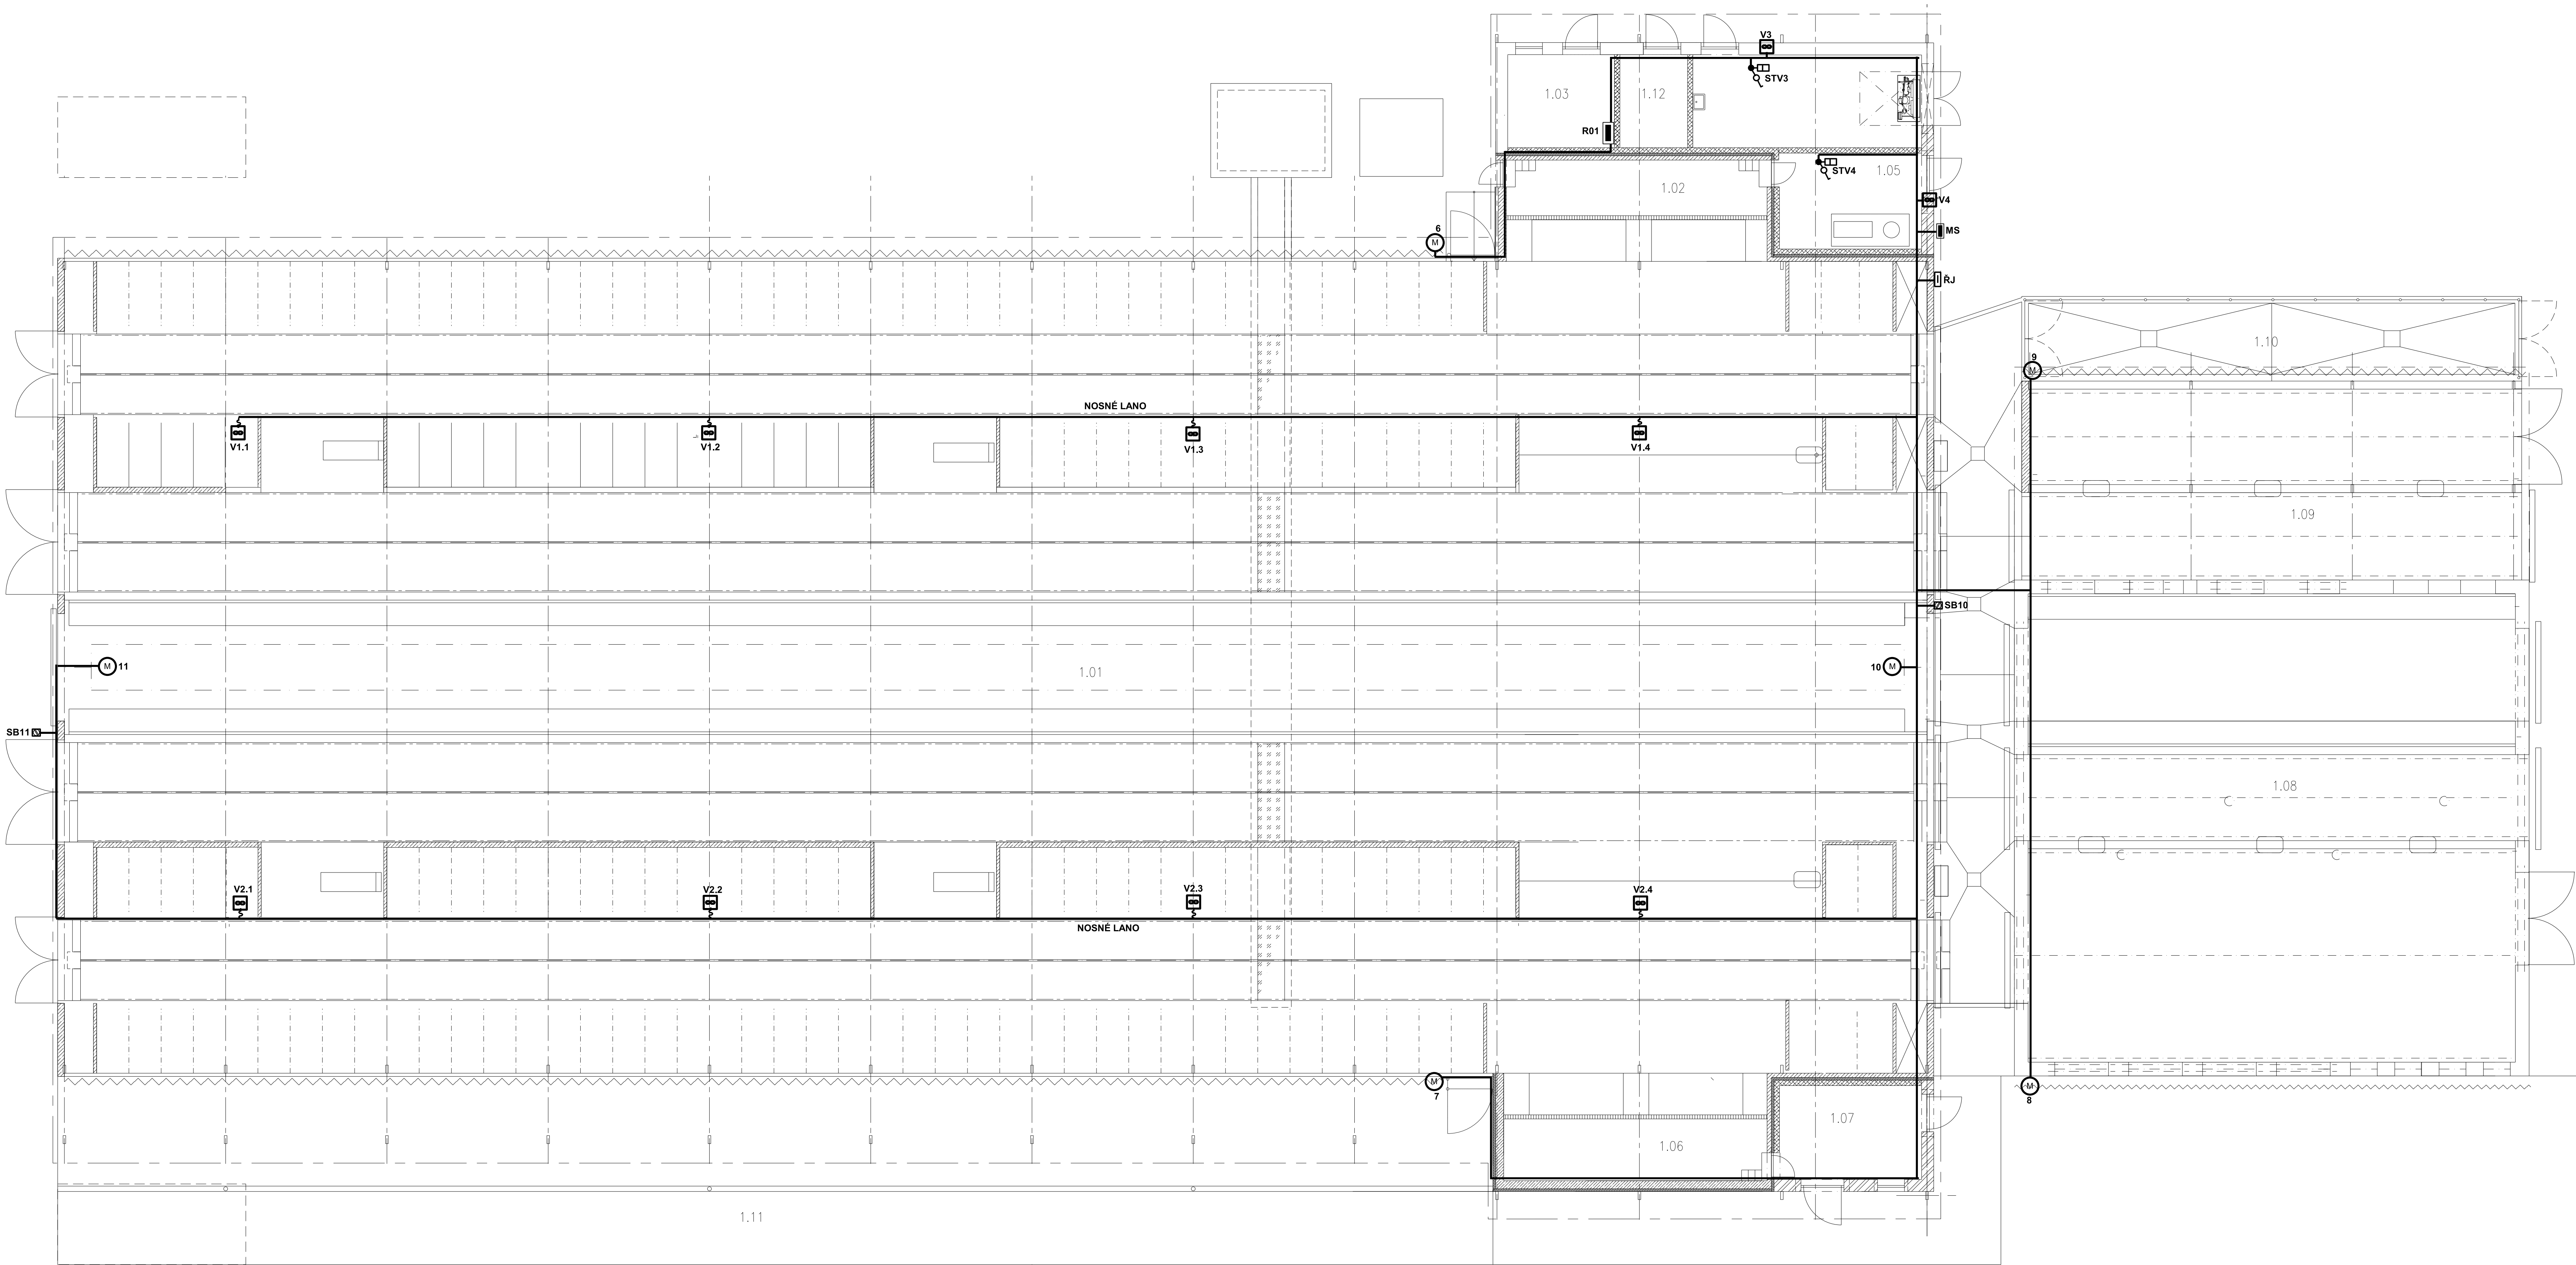 V3
STV3
1.03
1.12
R01
STV4
1.05
1.02
V4
6
M
MS
ŘJ
1.10
9
M
NOSNÉ LANO
V1.1
V1.2
V1.3
V1.4
1.09
SB10
M 11
1.01
10 M
SB11
1.08
V2.1
V2.2
V2.3
V2.4
NOSNÉ LANO
M
7
M
8
1.07
1.06
1.11